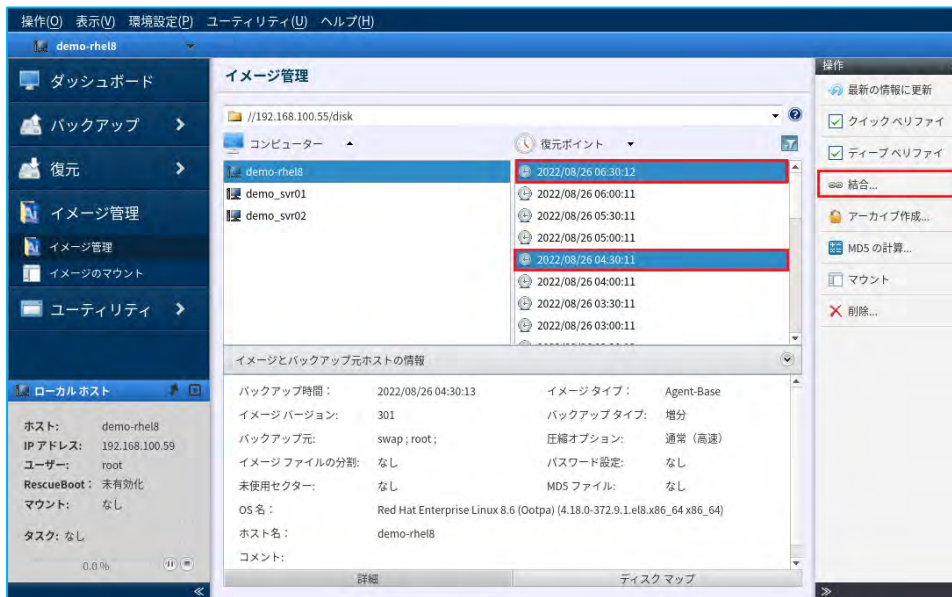 操作(O) 表示(V) 環境設定(P) ユーティリティ(U) ヘルプ(H)
demo-rhel8
ダッシュボード
バックアップ
復元
イメージ管理
イメージ管理
イメージのマウント
ユーティリティ
ローカル ホスト
ホスト: demo-rhel8
IP アドレス: 192.168.100.59
ユーザー: root
RescueBoot： 未有効化
マウント: なし
タスク: なし
0.0 %
イメージ管理
//192.168.100.55/disk
コンピューター
demo-rhel8
demo_svr01
demo_svr02
復元ポイント
2022/08/26 06:30:12
2022/08/26 06:00:11
2022/08/26 05:30:11
2022/08/26 05:00:11
2022/08/26 04:30:11
2022/08/26 04:00:11
2022/08/26 03:30:11
2022/08/26 03:00:11
イメージとバックアップ元ホストの情報
バックアップ時間： 2022/08/26 04:30:13 イメージ タイプ： Agent-Base
イメージ バージョン: 301 バックアップ タイプ: 増分
バックアップ元: swap ; root ; 圧縮オプション: 通常（高速）
イメージ ファイルの分割: なし パスワード設定: なし
未使用セクター: なし MD5 ファイル: なし
OS 名： Red Hat Enterprise Linux 8.6 (Ootpa) (4.18.0-372.9.1.el8.x86_64 x86_64)
ホスト名： demo-rhel8
コメント:
詳細 ディスク マップ
操作
最新の情報に更新
クイック ベリファイ
ディープ ベリファイ
結合...
アーカイブ作成...
MD5 の計算...
マウント
削除...